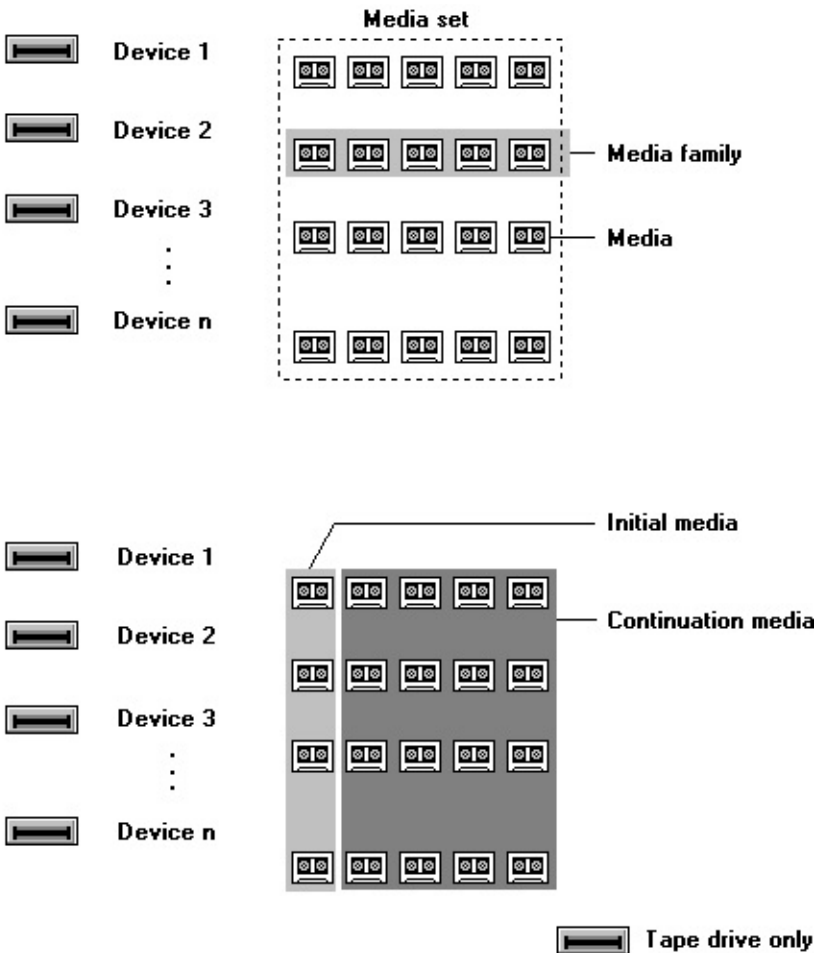 Media set
Device 1
Device 2
Media family
Device 3
Media
Device n
Initial media
Device 1
Continuation media
Device 2
Device 3
Device n
Tape drive only